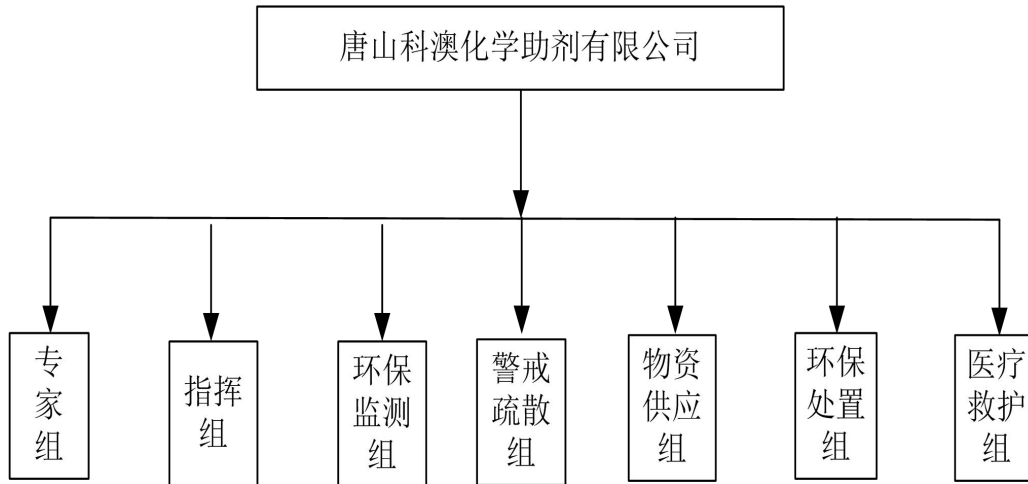 唐山科澳化学助剂有限公司
专
家
组
指挥
组
环保
监测
组
警戒
疏散
组
物资
供应
组
环保
处置
组
医疗
救护
组